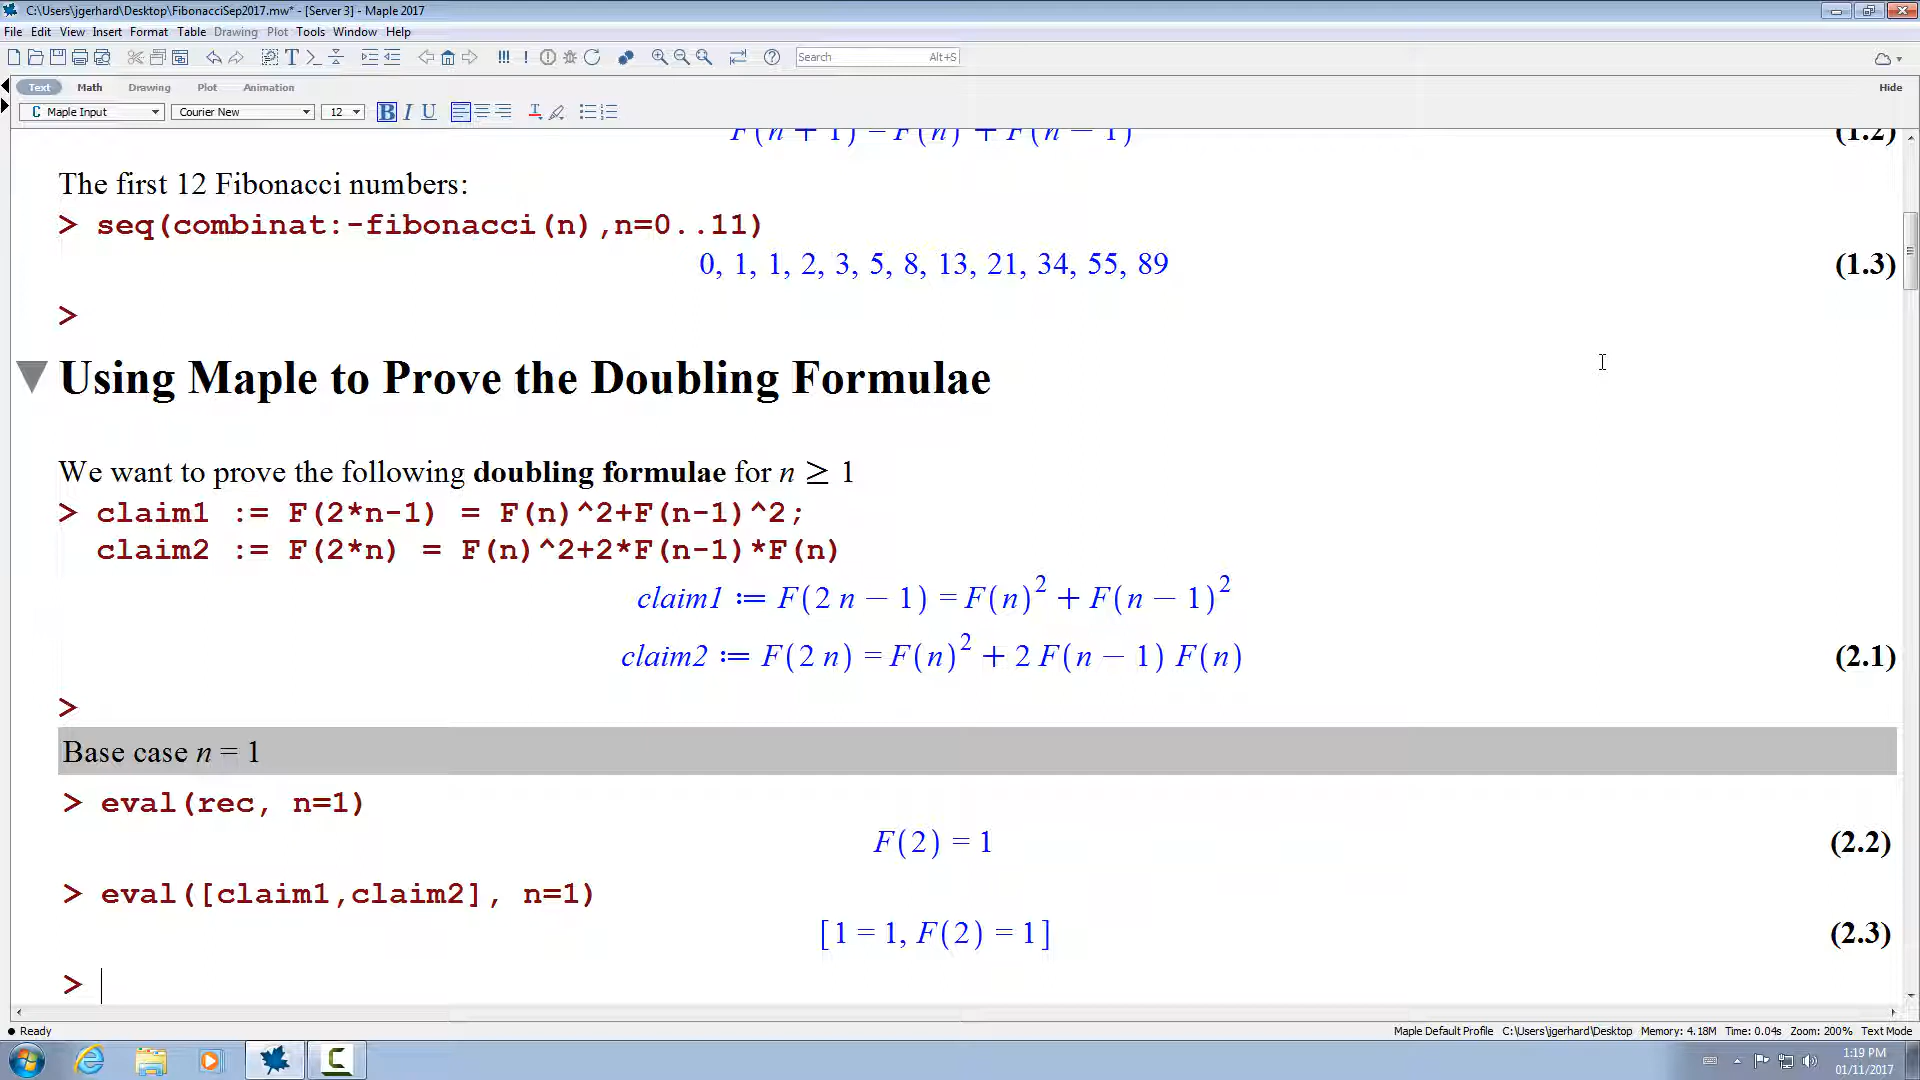 C:\Users\jgerhard\Desktop\FibonacciSep2017.mw* - [Server 3] - Maple 2017
File Edit View Insert Format Table Drawing Plot Tools Window Help
Search Alt+S
Text Math Drawing Plot Animation Hide
C Maple Input Courier New 12 B I U
F(n + 1) = F(n) + F(n − 1) (1.2)
The first 12 Fibonacci numbers:
> seq(combinat:-fibonacci(n),n=0..11)
0, 1, 1, 2, 3, 5, 8, 13, 21, 34, 55, 89 (1.3)
>
Using Maple to Prove the Doubling Formulae
We want to prove the following doubling formulae for n ≥ 1
> claim1 := F(2*n-1) = F(n)^2+F(n-1)^2;
claim2 := F(2*n) = F(n)^2+2*F(n-1)*F(n)
claim1 := F(2 n − 1) = F(n)² + F(n − 1)²
claim2 := F(2 n) = F(n)² + 2 F(n − 1) F(n) (2.1)
>
Base case n = 1
> eval(rec, n=1)
F(2) = 1 (2.2)
> eval([claim1,claim2], n=1)
[1 = 1, F(2) = 1] (2.3)
>
Ready Maple Default Profile C:\Users\jgerhard\Desktop Memory: 4.18M Time: 0.04s Zoom: 200% Text Mode
1:19 PM
01/11/2017